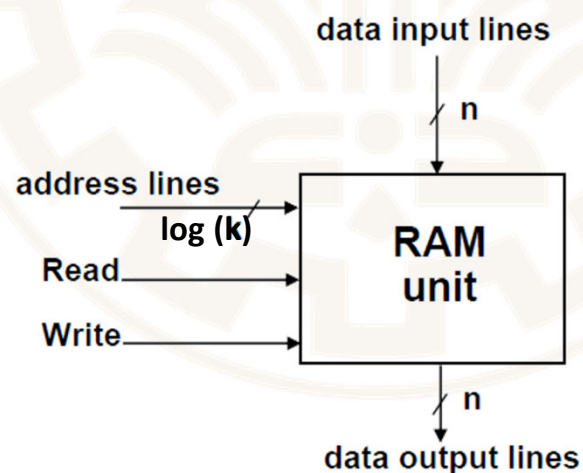 data input lines
n
address lines
log (k)
RAM
unit
Read
Write
n
data output lines